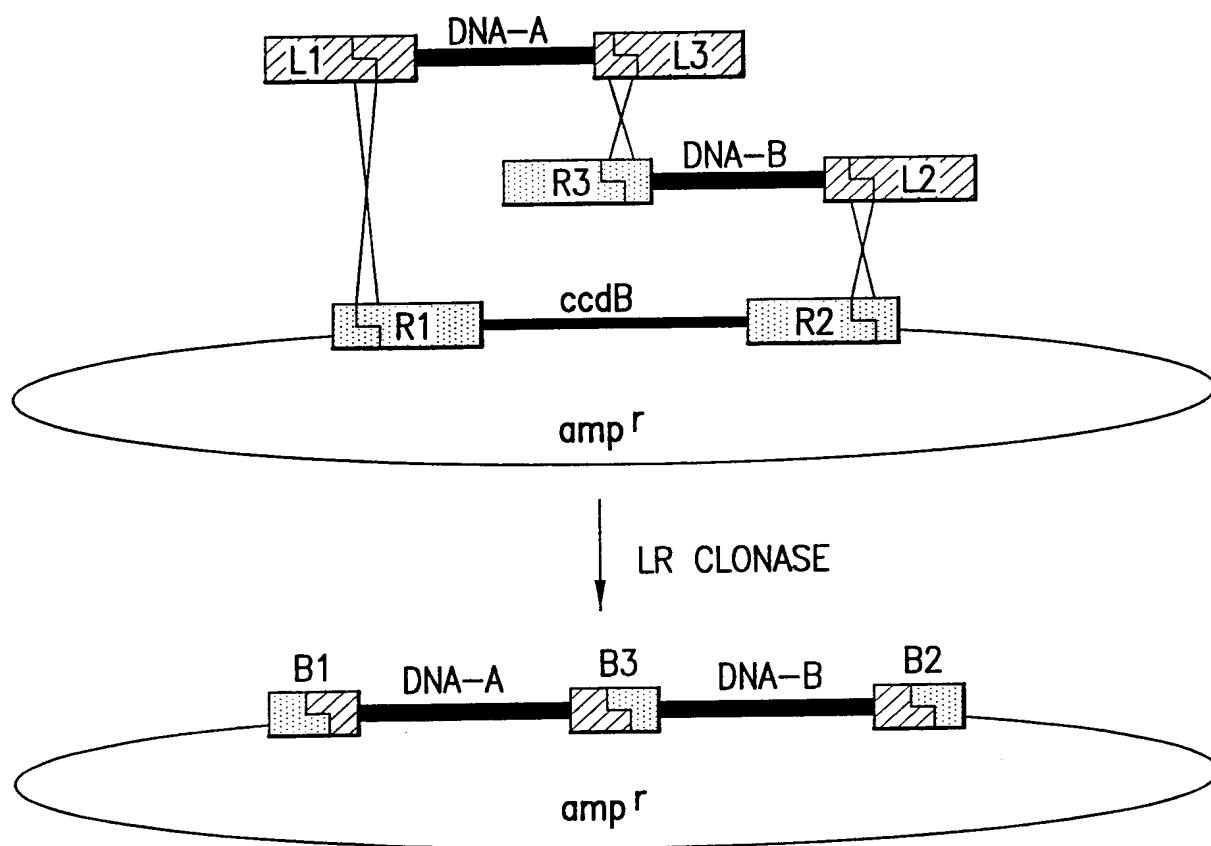 DNA-A
L1 L3
DNA-B
R3 L2
ccdB
R1 R2
amp r
LR CLONASE
B1 B3 B2
DNA-A DNA-B
amp r